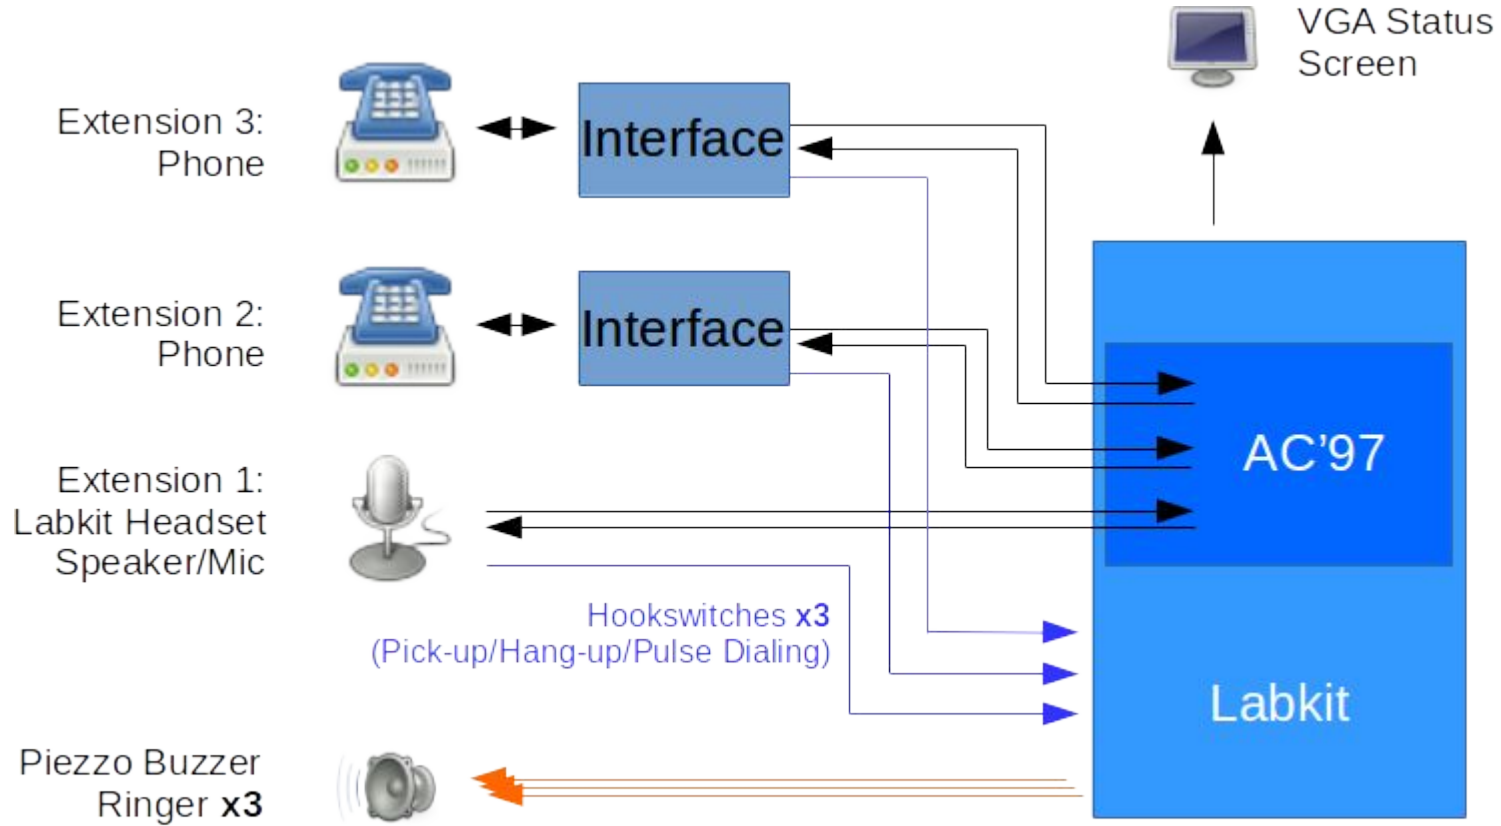 VGA Status
Screen
Extension 3:
Phone
Interface
Extension 2:
Phone
Interface
AC’97
Extension 1:
Labkit Headset
Speaker/Mic
Hookswitches x3
(Pick-up/Hang-up/Pulse Dialing)
Labkit
Piezzo Buzzer
Ringer x3